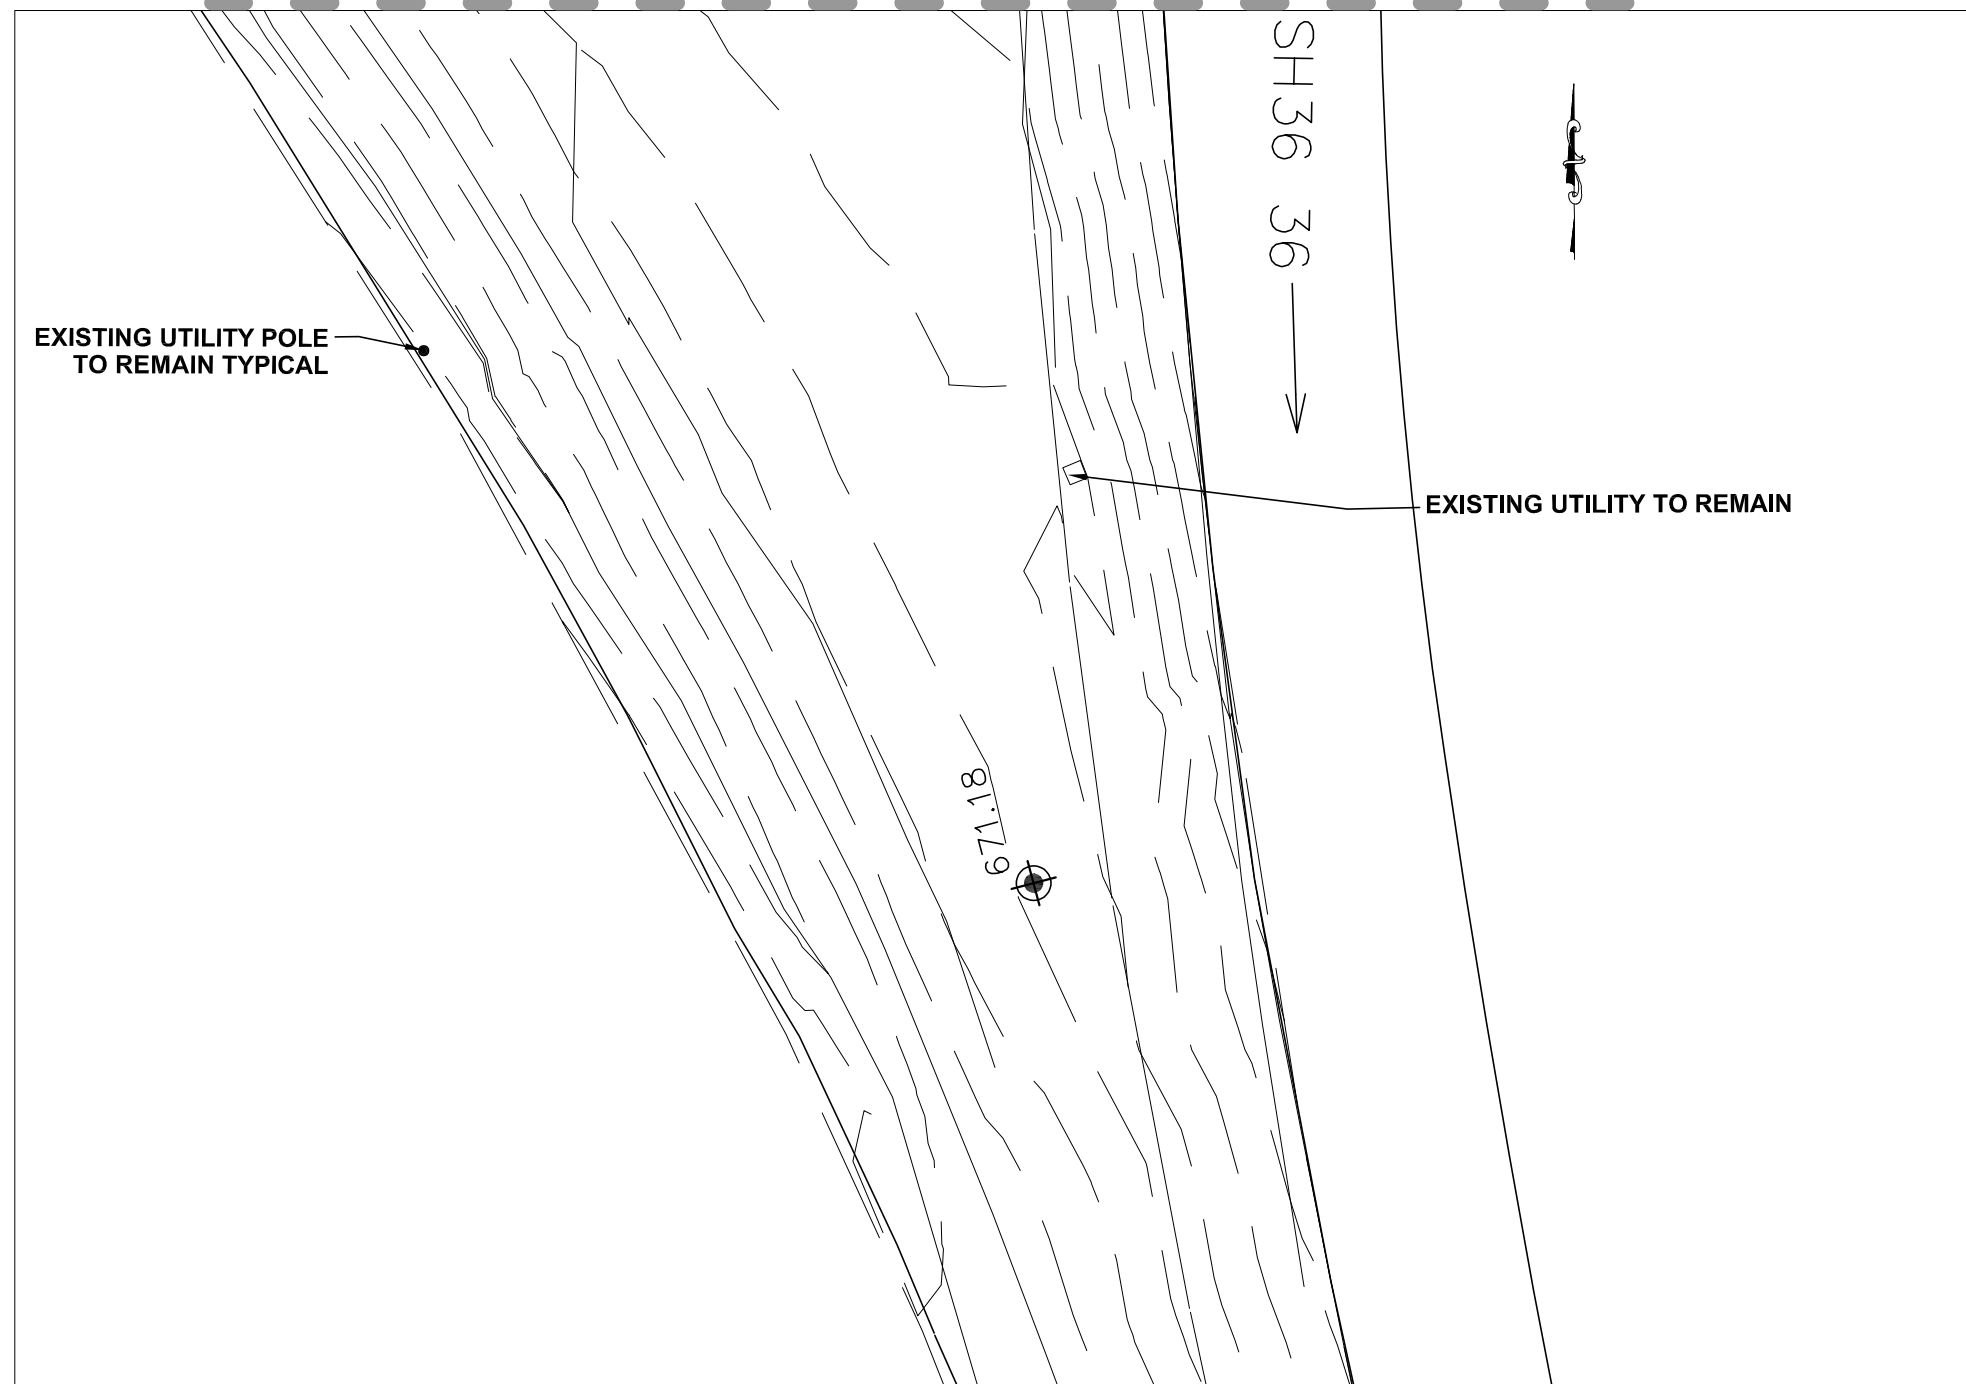 SH36 36
EXISTING UTILITY POLE
TO REMAIN TYPICAL
EXISTING UTILITY TO REMAIN
671.18